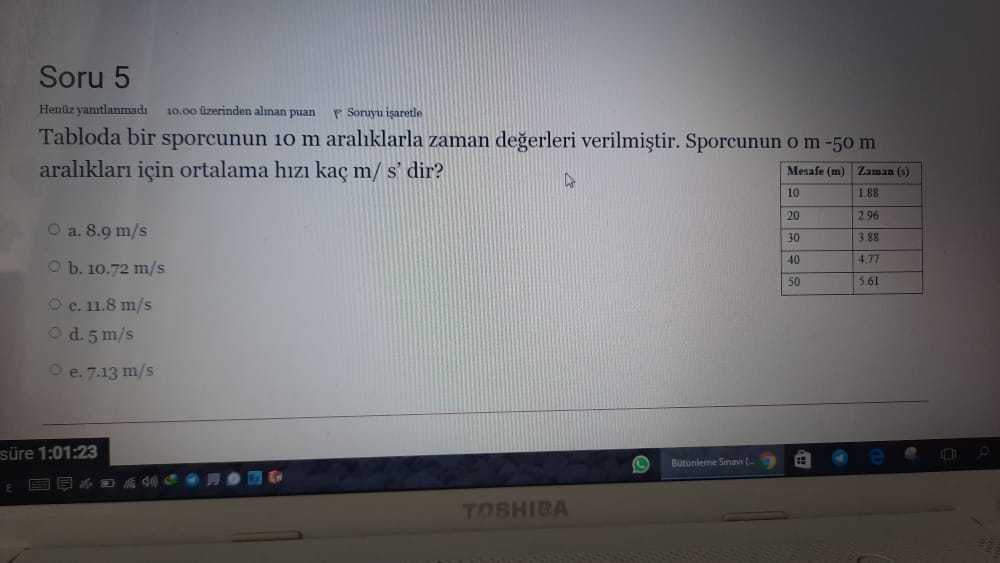 Soru 5
Henüz yanıtlanmadı 10.00 üzerinden alınan puan Soruyu işaretle
Tabloda bir sporcunun 10 m aralıklarla zaman değerleri verilmiştir. Sporcunun 0 m -50 m
aralıkları için ortalama hızı kaç m/ s' dir?
Mesafe (m) Zaman (s)
10 1.88
20 2.96
30 3.88
40 4.77
50 5.61
a. 8.9 m/s
b. 10.72 m/s
c. 11.8 m/s
d. 5 m/s
e. 7.13 m/s
süre 1:01:23
Bütünleme Sınavı (...
TOSHIBA